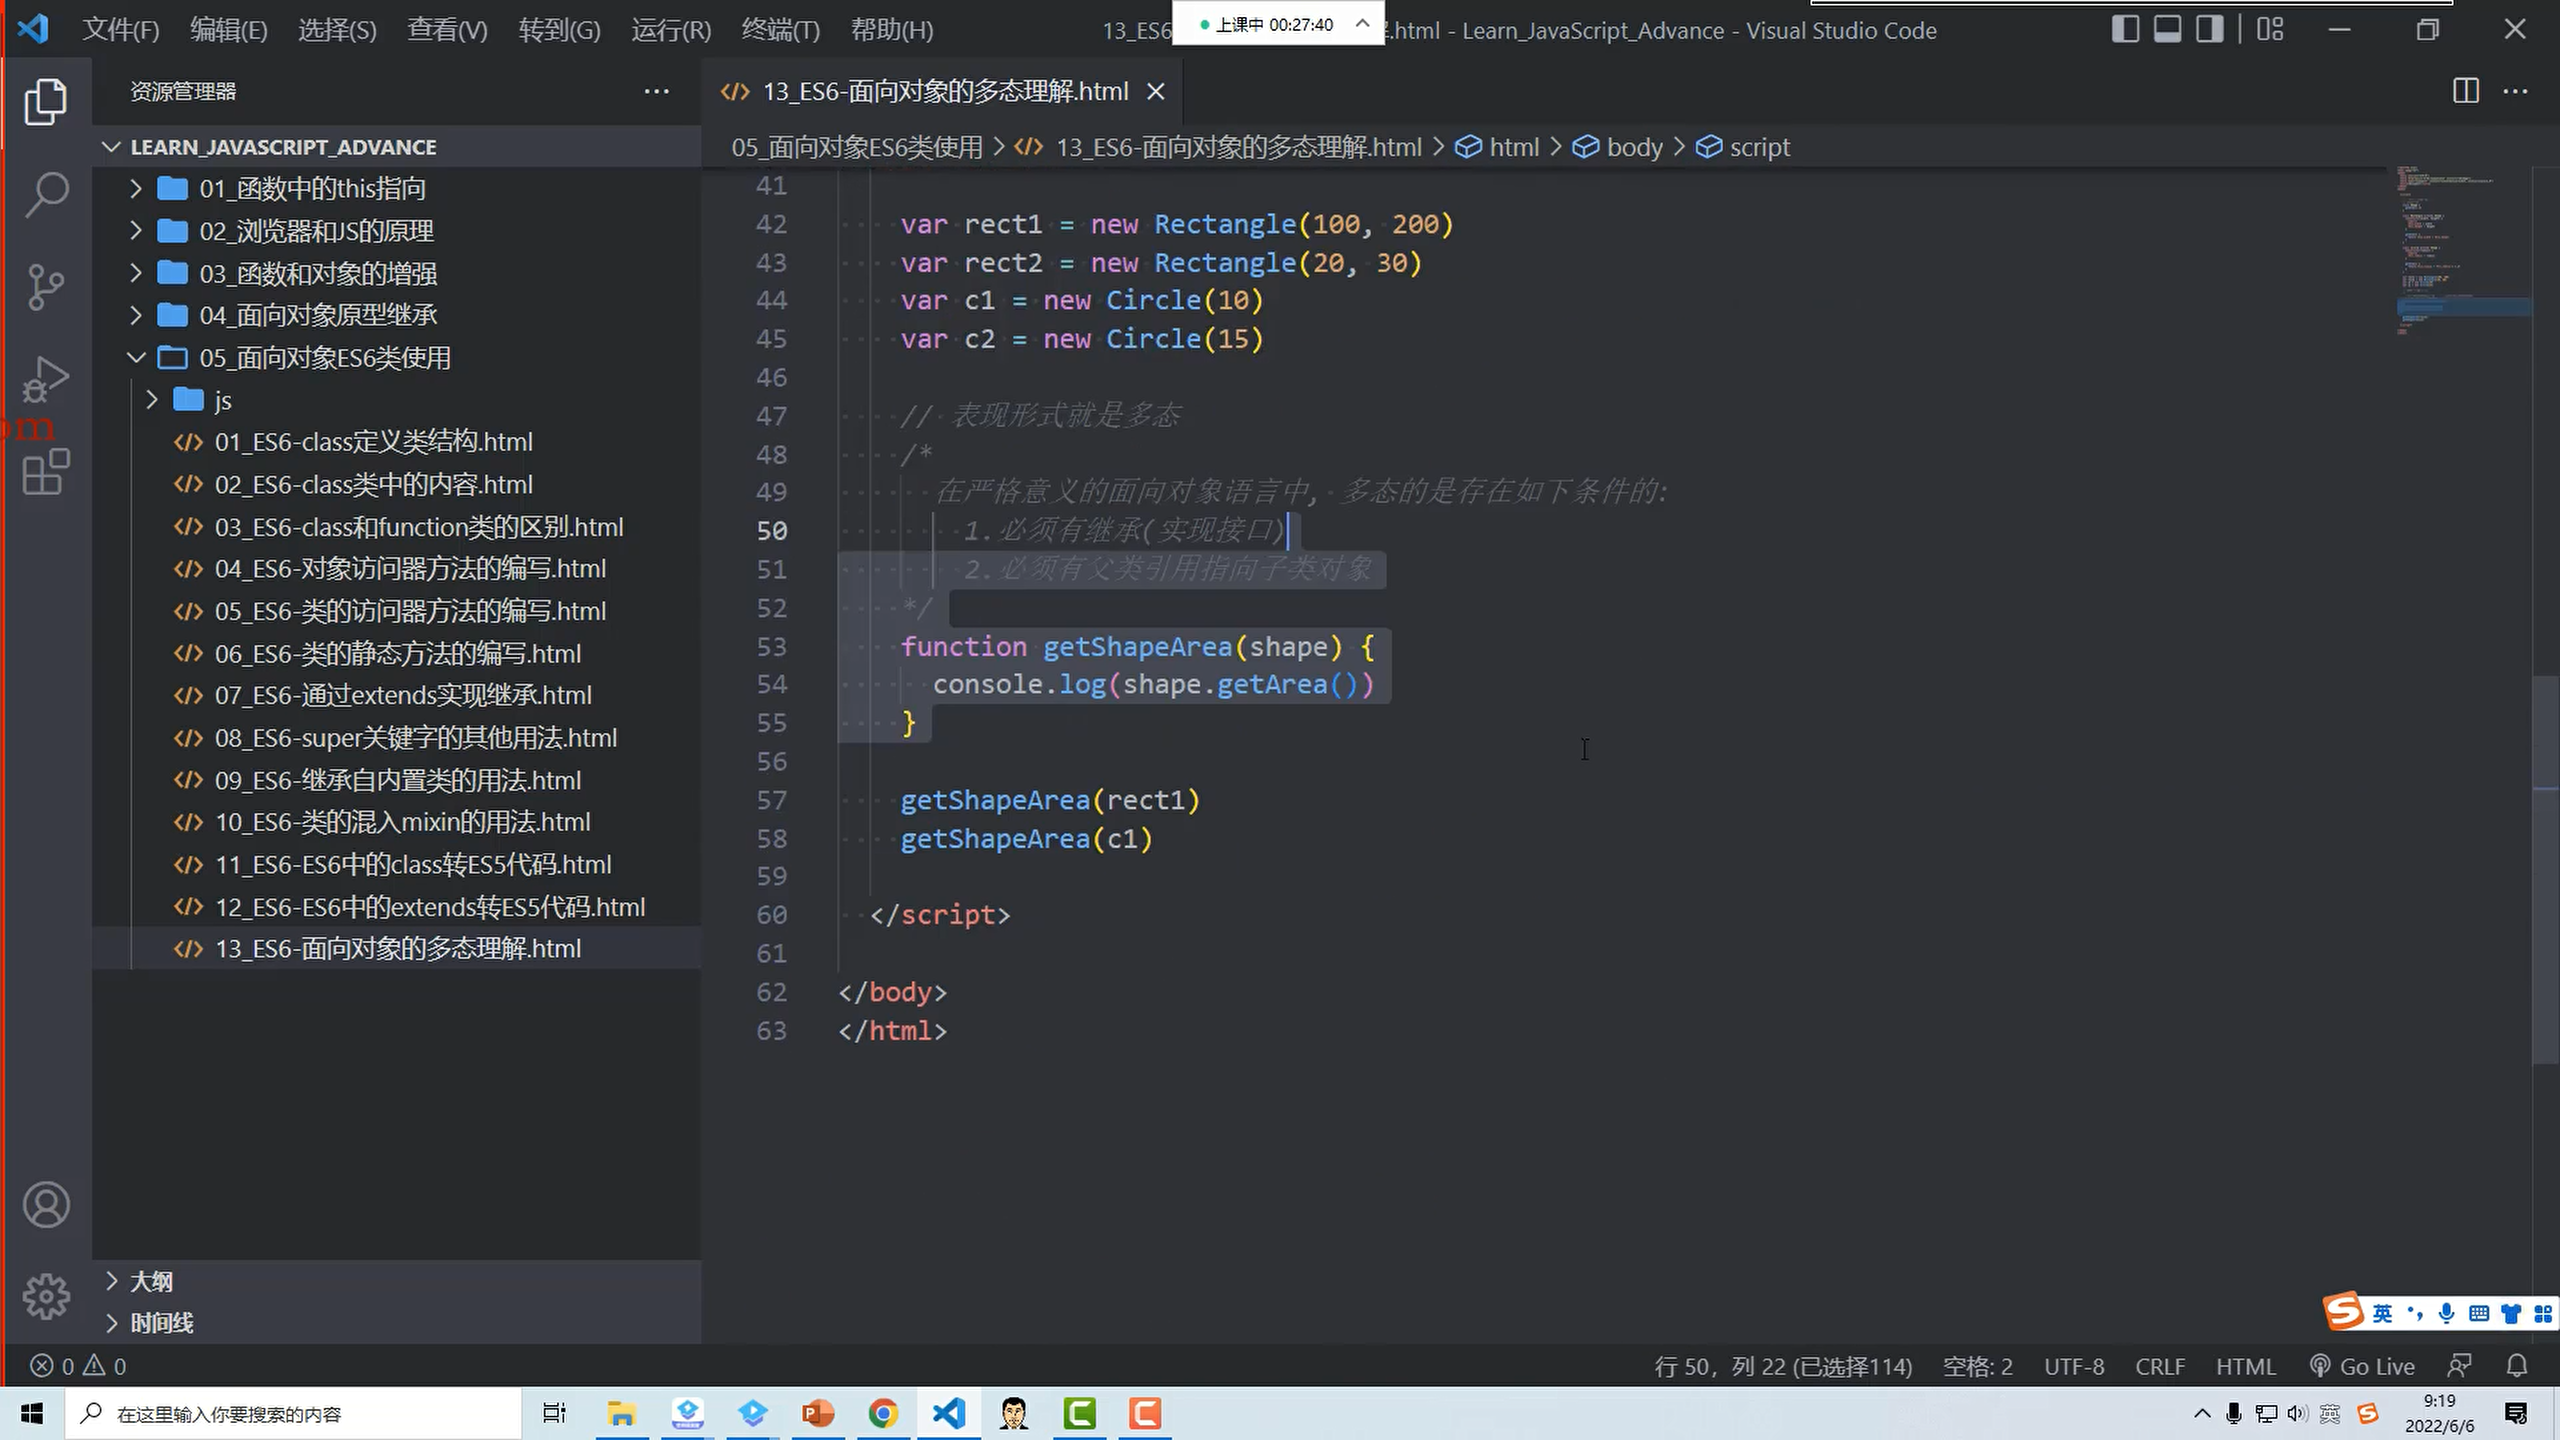 文件(F) 编辑(E) 选择(S) 查看(V) 转到(G) 运行(R) 终端(T) 帮助(H)
13_ES6
上课中 00:27:40
.html - Learn_JavaScript_Advance - Visual Studio Code
资源管理器
LEARN_JAVASCRIPT_ADVANCE
01_函数中的this指向
02_浏览器和JS的原理
03_函数和对象的增强
04_面向对象原型继承
05_面向对象ES6类使用
js
01_ES6-class定义类结构.html
02_ES6-class类中的内容.html
03_ES6-class和function类的区别.html
04_ES6-对象访问器方法的编写.html
05_ES6-类的访问器方法的编写.html
06_ES6-类的静态方法的编写.html
07_ES6-通过extends实现继承.html
08_ES6-super关键字的其他用法.html
09_ES6-继承自内置类的用法.html
10_ES6-类的混入mixin的用法.html
11_ES6-ES6中的class转ES5代码.html
12_ES6-ES6中的extends转ES5代码.html
13_ES6-面向对象的多态理解.html
大纲
时间线
om
13_ES6-面向对象的多态理解.html
05_面向对象ES6类使用 > 13_ES6-面向对象的多态理解.html > html > body > script
41
42 var rect1 = new Rectangle(100, 200)
43 var rect2 = new Rectangle(20, 30)
44 var c1 = new Circle(10)
45 var c2 = new Circle(15)
46
47 // 表现形式就是多态
48 /*
49 在严格意义的面向对象语言中, 多态的是存在如下条件的:
50 1.必须有继承(实现接口)
51 2.必须有父类引用指向子类对象
52 */
53 function getShapeArea(shape) {
54 console.log(shape.getArea())
55 }
56
57 getShapeArea(rect1)
58 getShapeArea(c1)
59
60 </script>
61
62 </body>
63 </html>
英
0 0
行 50，列 22 (已选择114) 空格: 2 UTF-8 CRLF HTML Go Live
在这里输入你要搜索的内容
英
9:19
2022/6/6